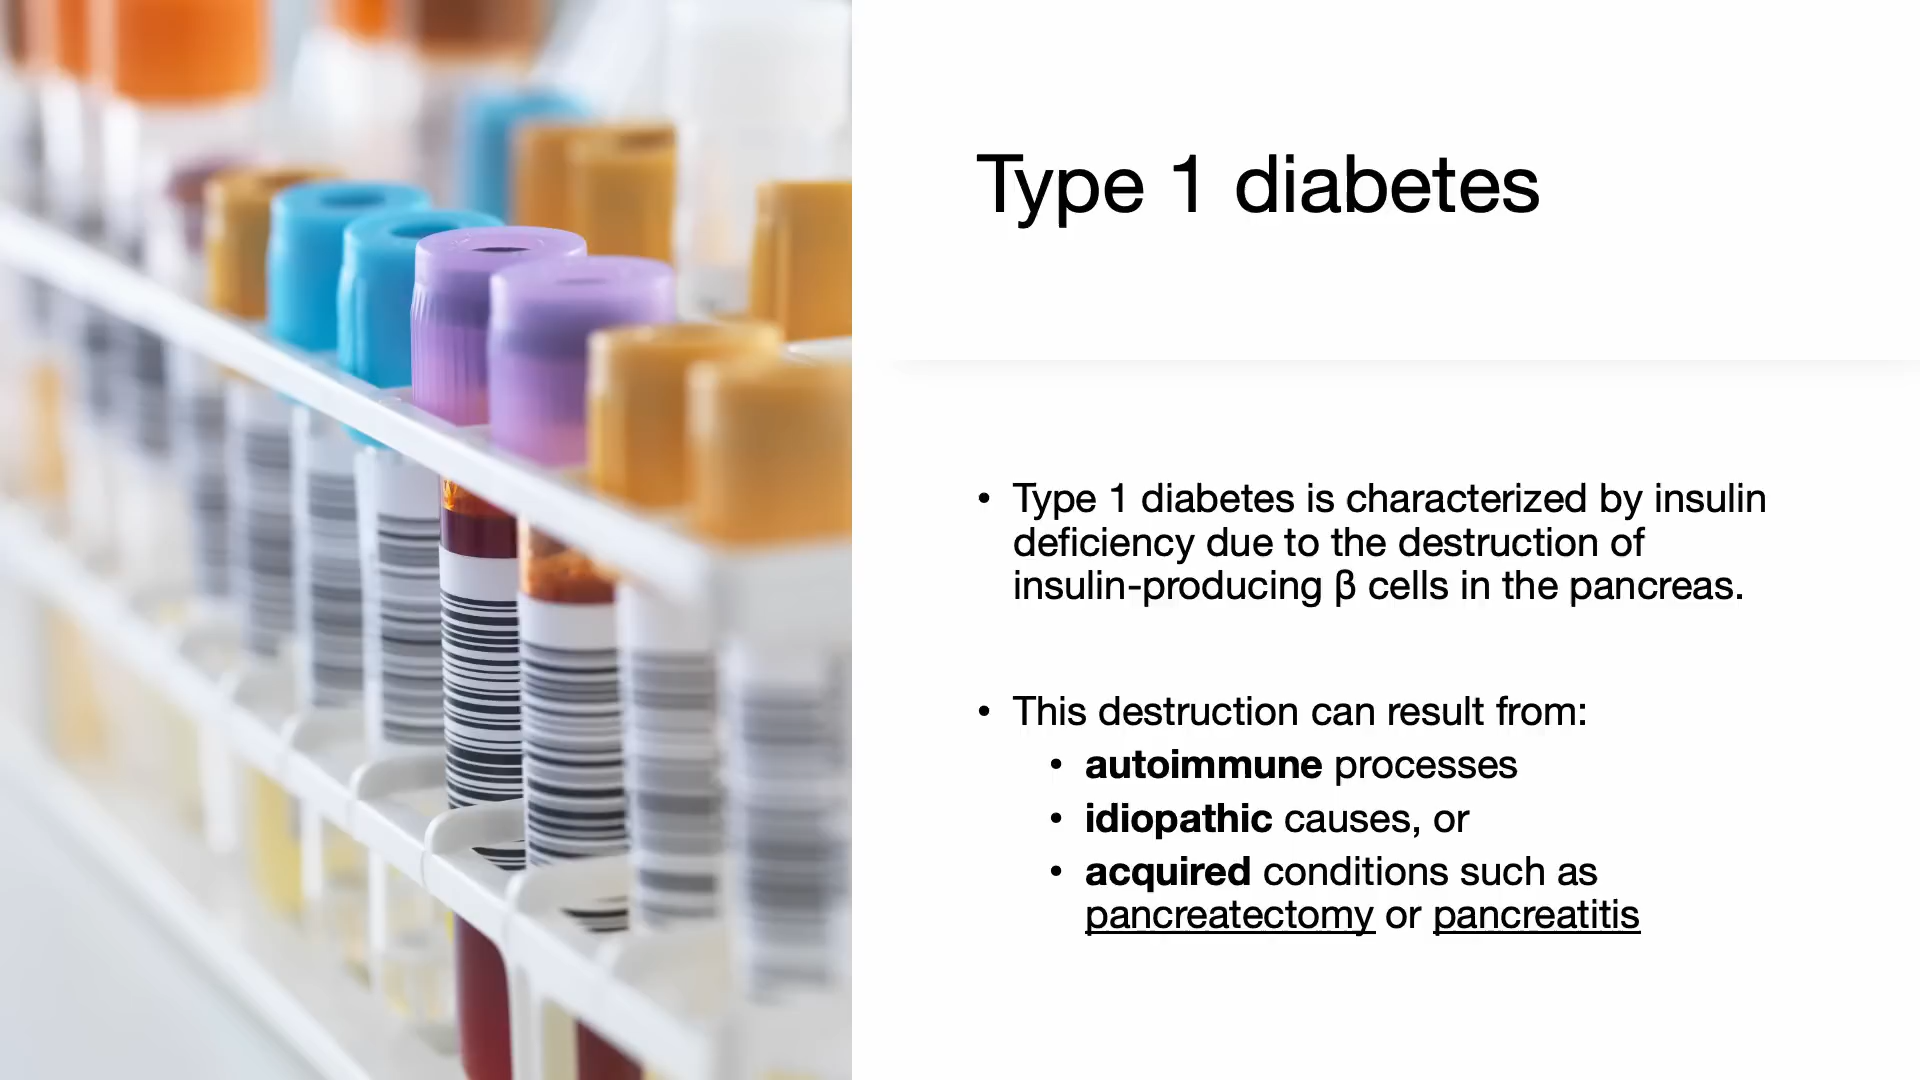 Type 1 diabetes
• Type 1 diabetes is characterized by insulin
deficiency due to the destruction of
insulin-producing β cells in the pancreas.
• This destruction can result from:
• autoimmune processes
• idiopathic causes, or
• acquired conditions such as
pancreatectomy or pancreatitis